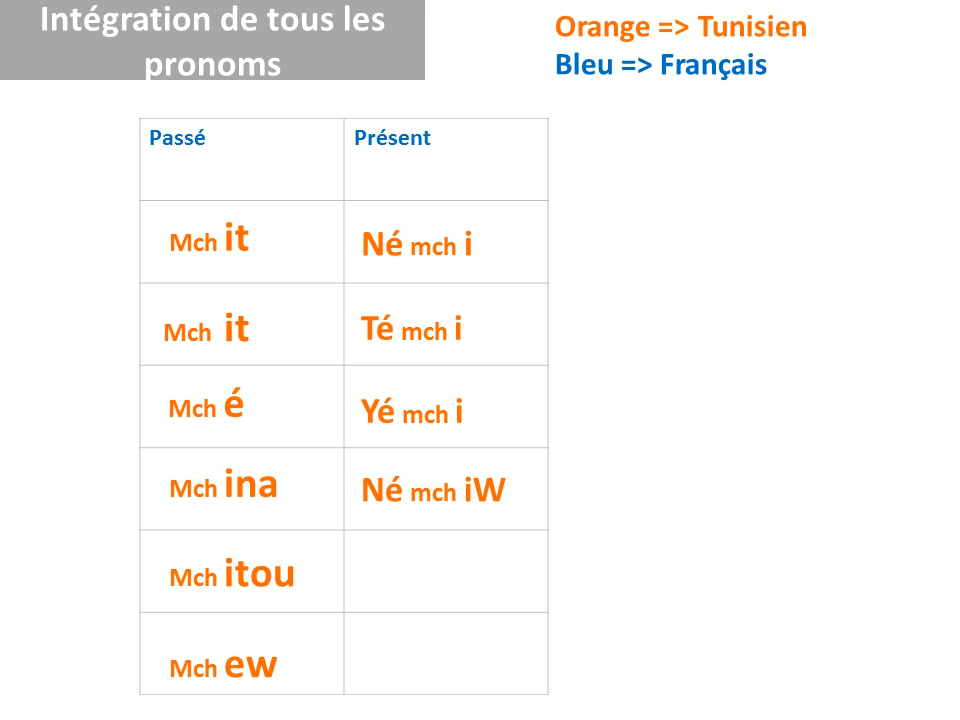 Intégration de tous les
pronoms
Orange => Tunisien
Bleu => Français
Passé Présent
Mch it Né mch i
Mch it Té mch i
Mch é Yé mch i
Mch ina Né mch iW
Mch itou
Mch ew